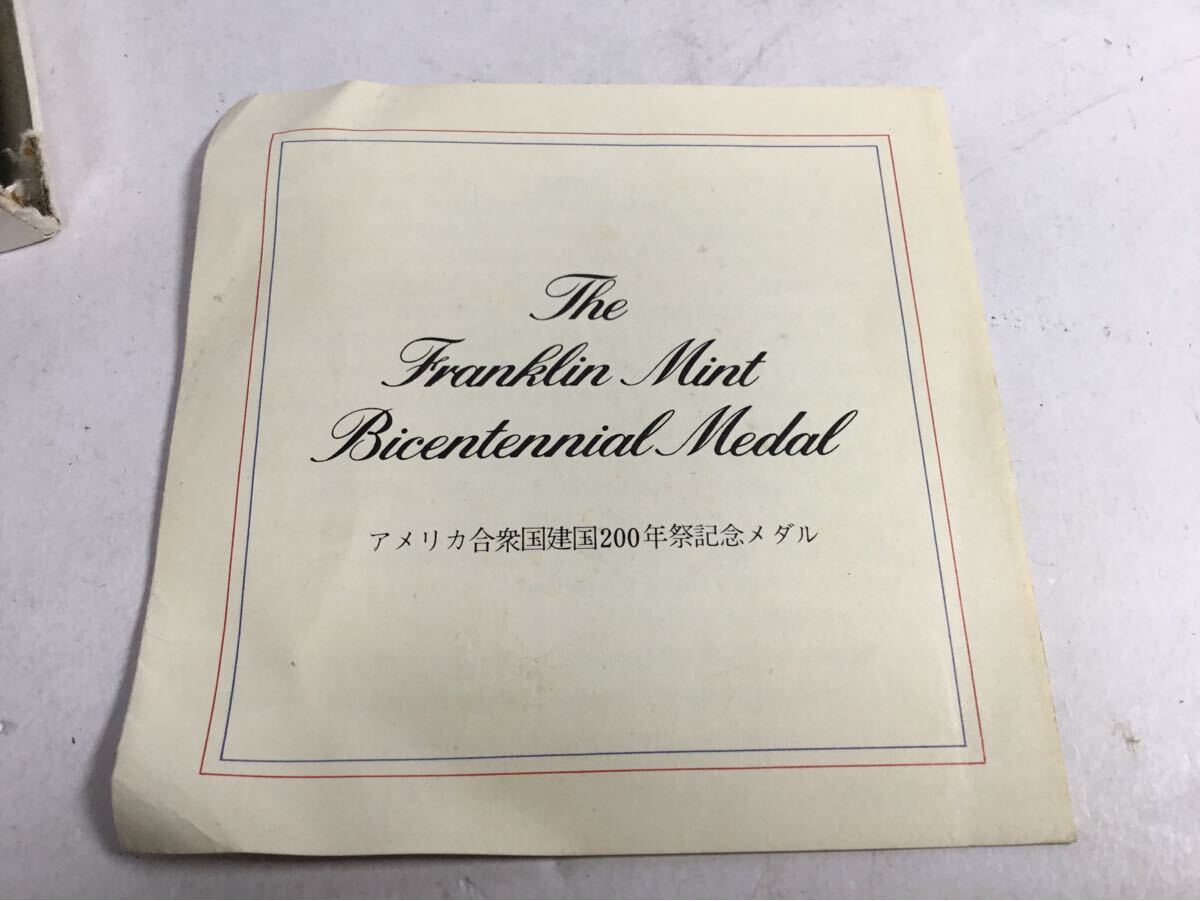 The
Franklin Mint
Bicentennial Medal
アメリカ合衆国建国200年祭記念メダル